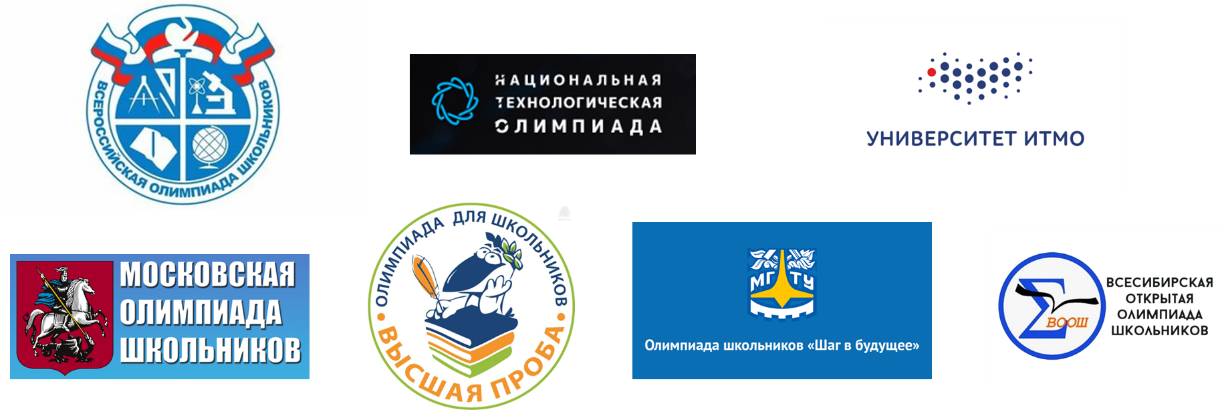 ВСЕРОССИЙСКАЯ ОЛИМПИАДА ШКОЛЬНИКОВ
НАЦИОНАЛЬНАЯ
ТЕХНОЛОГИЧЕСКАЯ
ОЛИМПИАДА
УНИВЕРСИТЕТ ИТМО
МОСКОВСКАЯ
ОЛИМПИАДА
ШКОЛЬНИКОВ
ОЛИМПИАДА ДЛЯ ШКОЛЬНИКОВ
ВЫСШАЯ ПРОБА
МГТУ
Олимпиада школьников «Шаг в будущее»
Σ
ВООШ
ВСЕСИБИРСКАЯ
ОТКРЫТАЯ
ОЛИМПИАДА
ШКОЛЬНИКОВ